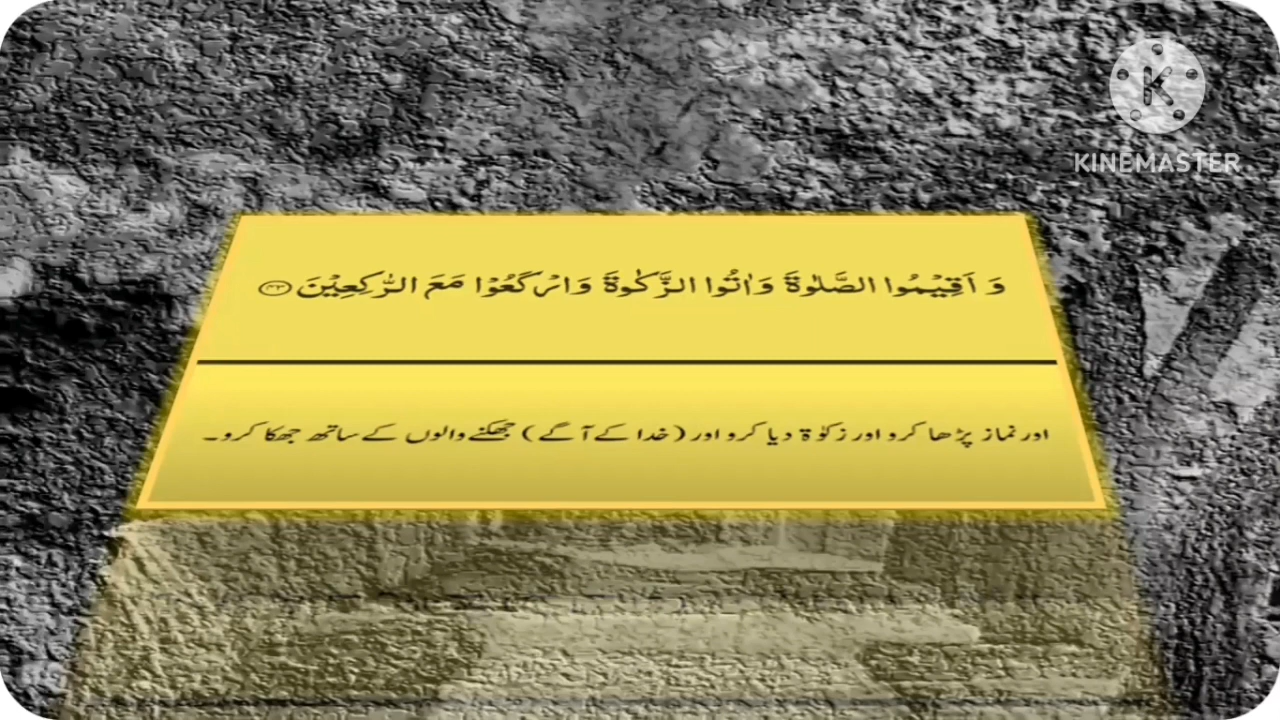 KINEMASTER
وَ اَقِیْمُوا الصَّلٰوةَ وَاٰتُوا الزَّكٰوةَ وَارْكَعُوْا مَعَ الرّٰكِعِیْنَ ﴿۴۳﴾
اور نماز پڑھا کرو اور زکوٰۃ دیا کرو اور (خدا کے آگے) جھکنے والوں کے ساتھ جھکا کرو۔